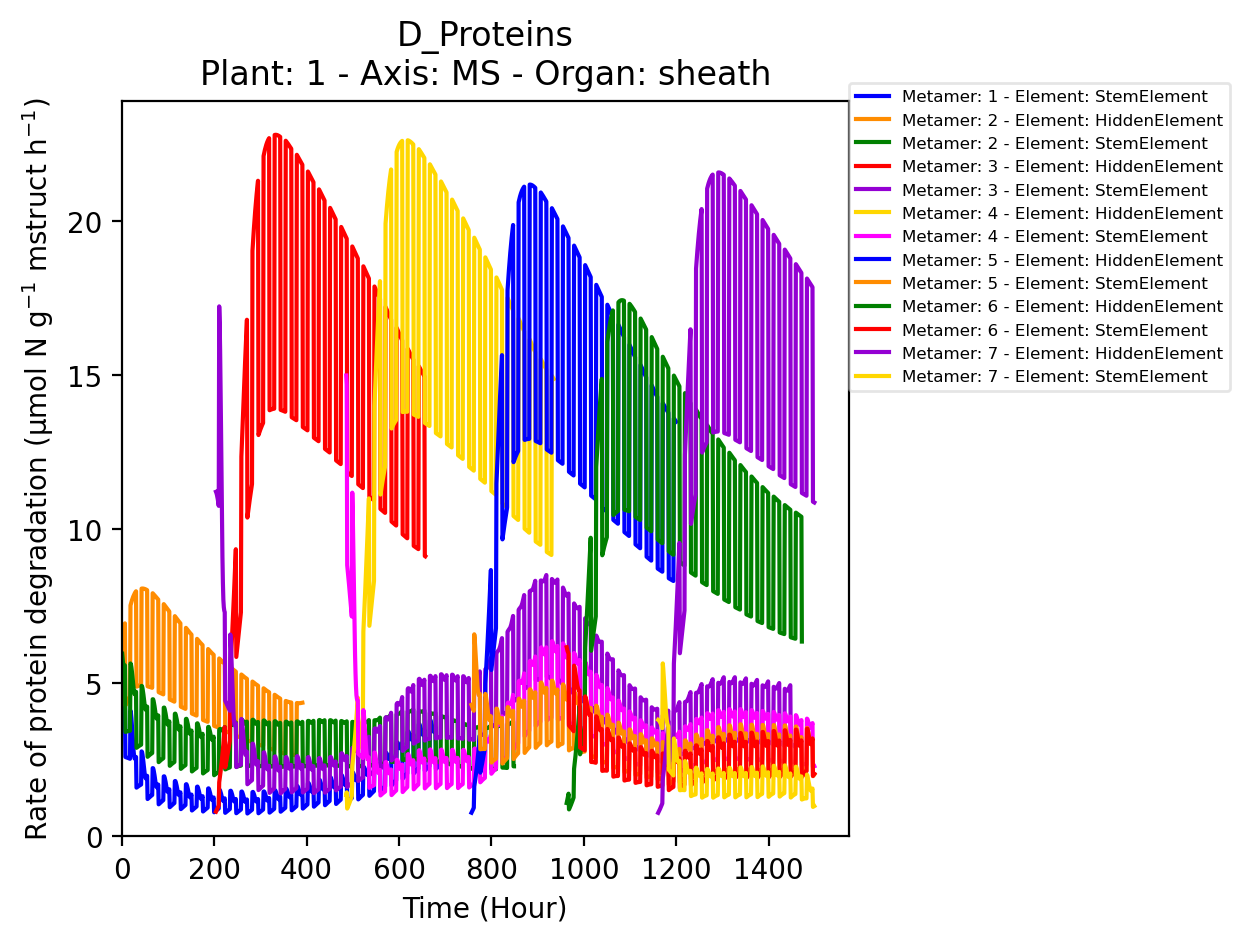 D_Proteins
Plant: 1 - Axis: MS - Organ: sheath
Rate of protein degradation (µmol N g⁻¹ mstruct h⁻¹)
20
15
10
5
0
0 200 400 600 800 1000 1200 1400
Time (Hour)
Metamer: 1 - Element: StemElement
Metamer: 2 - Element: HiddenElement
Metamer: 2 - Element: StemElement
Metamer: 3 - Element: HiddenElement
Metamer: 3 - Element: StemElement
Metamer: 4 - Element: HiddenElement
Metamer: 4 - Element: StemElement
Metamer: 5 - Element: HiddenElement
Metamer: 5 - Element: StemElement
Metamer: 6 - Element: HiddenElement
Metamer: 6 - Element: StemElement
Metamer: 7 - Element: HiddenElement
Metamer: 7 - Element: StemElement